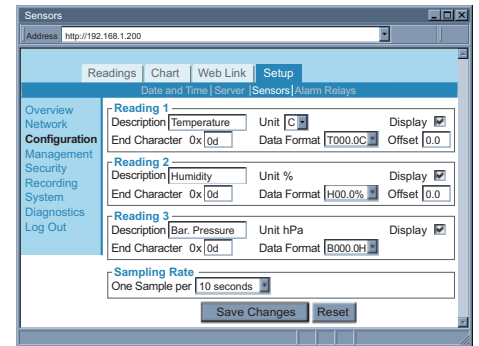 Sensors
Address http://192.168.1.200
Readings Chart Web Link Setup
Date and Time Server Sensors Alarm Relays
Overview
Network
Configuration
Management
Security
Recording
System
Diagnostics
Log Out
Reading 1
Description Temperature Unit C Display
End Character 0x 0d Data Format T000.0C Offset 0.0
Reading 2
Description Humidity Unit % Display
End Character 0x 0d Data Format H00.0% Offset 0.0
Reading 3
Description Bar. Pressure Unit hPa Display
End Character 0x 0d Data Format B000.0H
Sampling Rate
One Sample per 10 seconds
Save Changes Reset